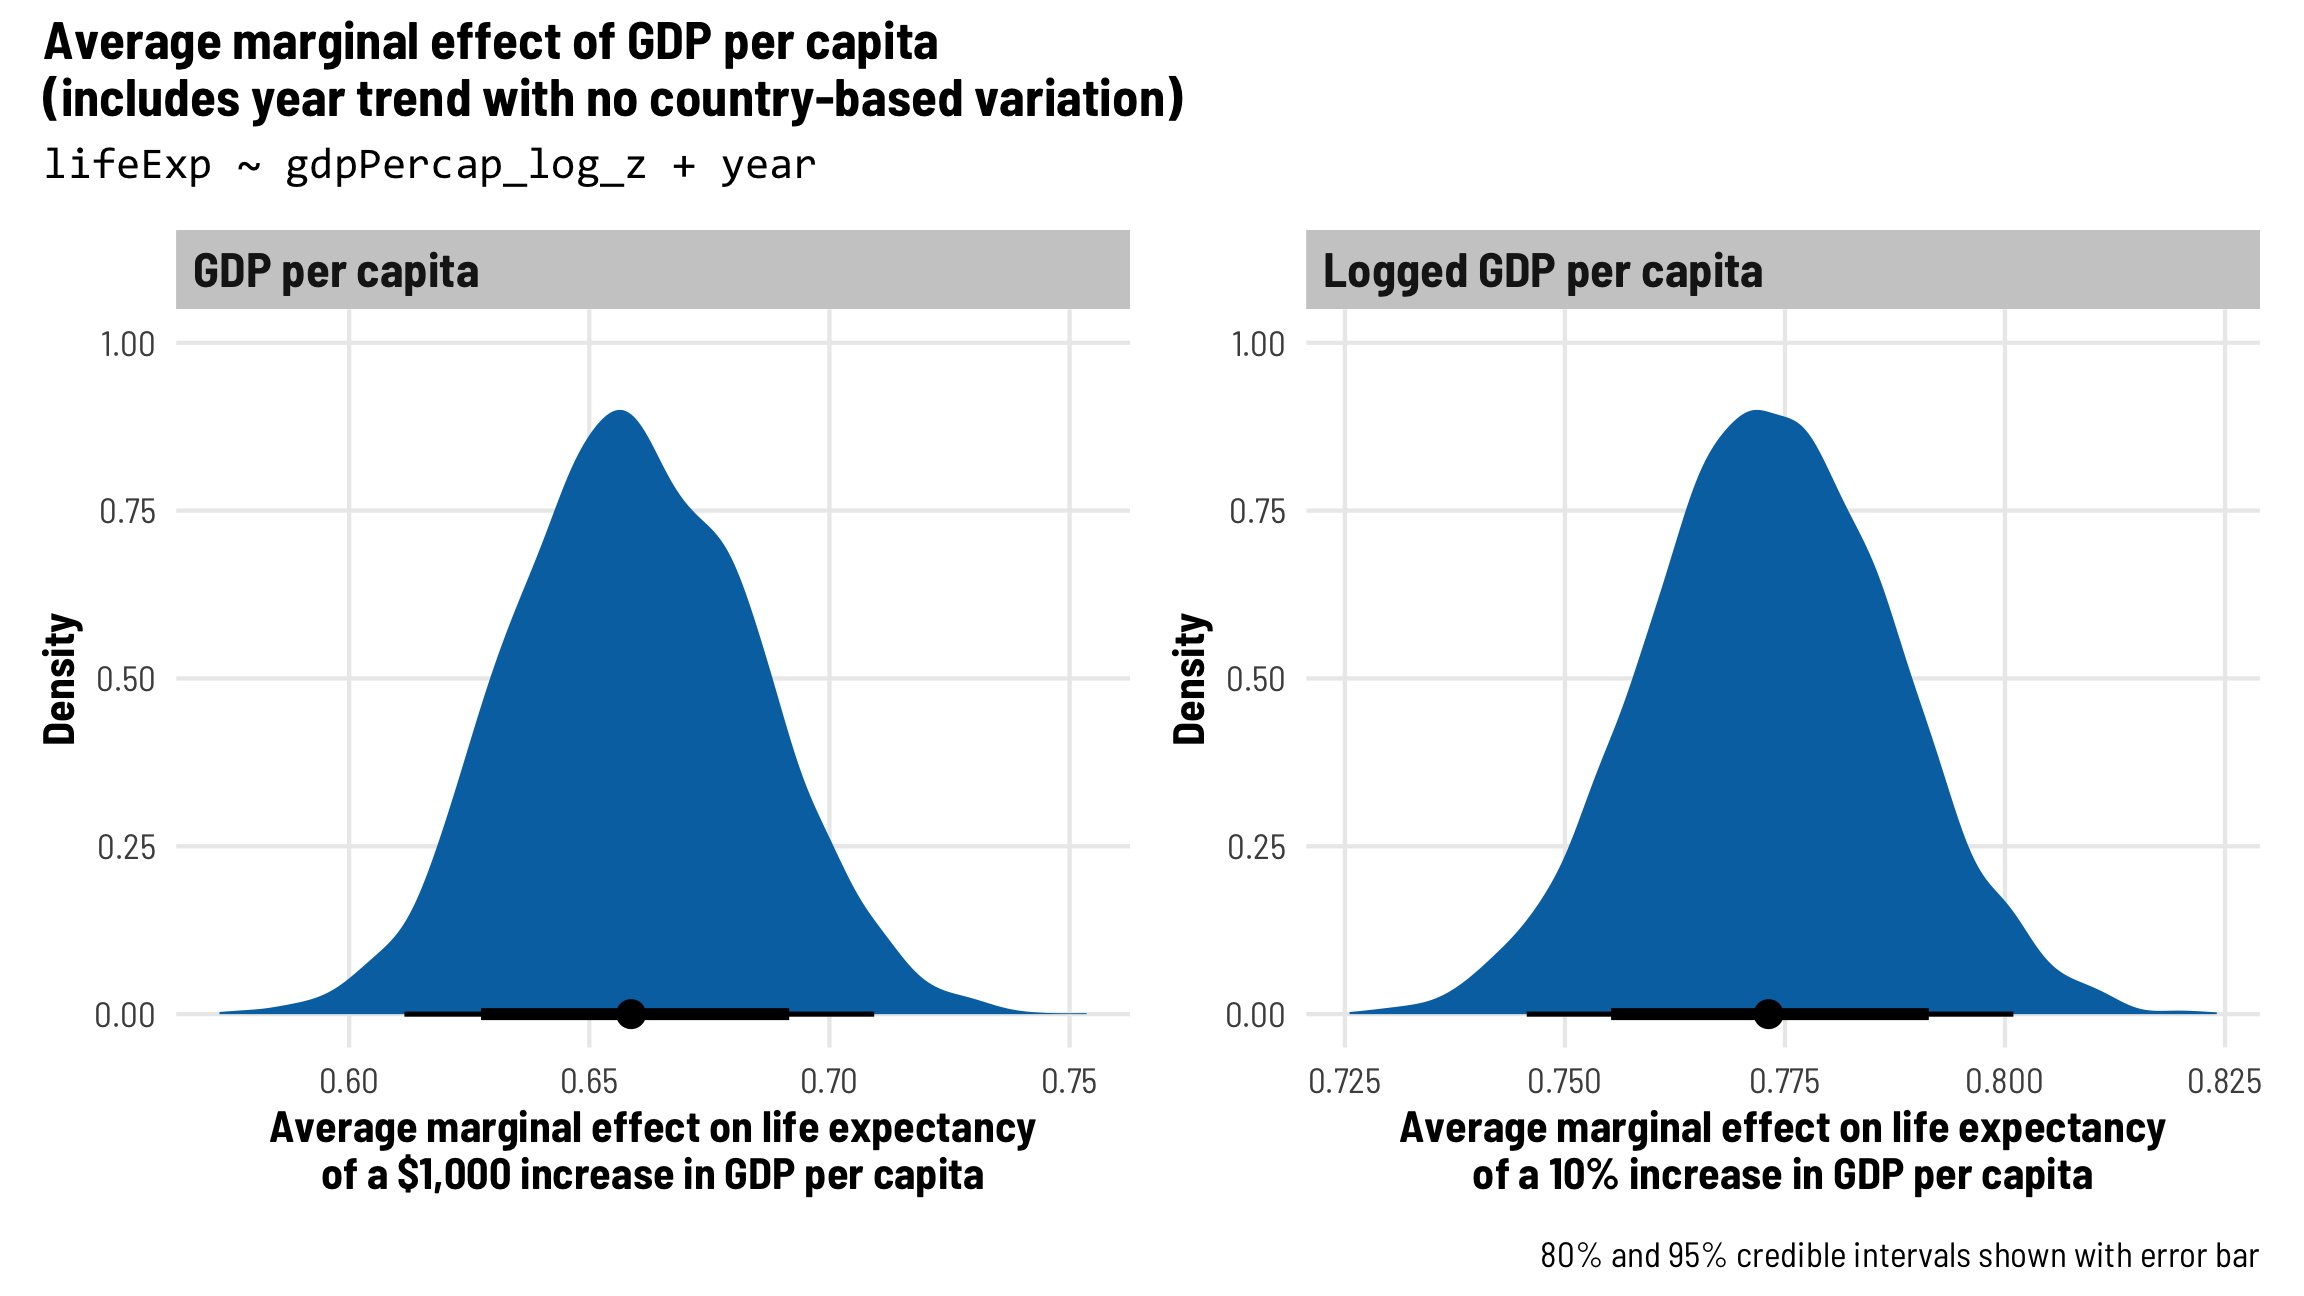 Average marginal effect of GDP per capita
(includes year trend with no country-based variation)
lifeExp ~ gdpPercap_log_z + year
GDP per capita
1.00
0.75
0.50
0.25
0.00
Density
0.60 0.65 0.70 0.75
Average marginal effect on life expectancy
of a $1,000 increase in GDP per capita
Logged GDP per capita
1.00
0.75
0.50
0.25
0.00
Density
0.725 0.750 0.775 0.800 0.825
Average marginal effect on life expectancy
of a 10% increase in GDP per capita
80% and 95% credible intervals shown with error bar